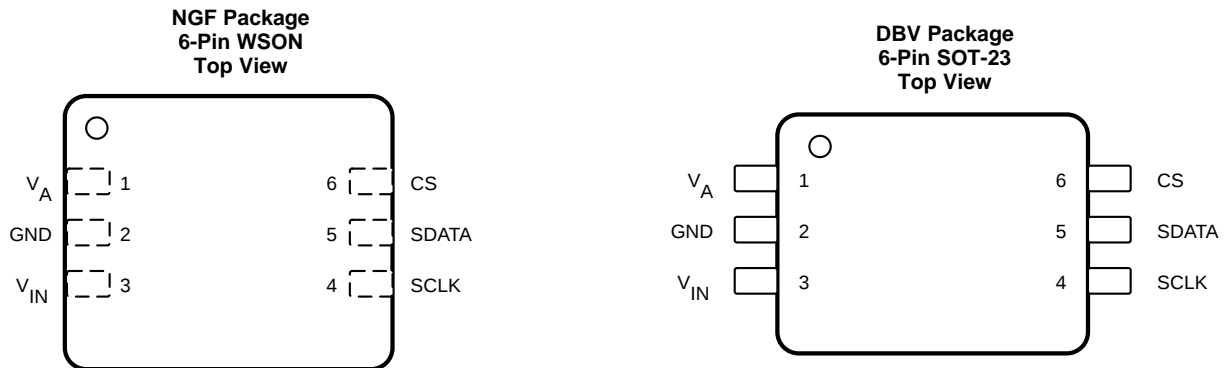 NGF Package
6-Pin WSON
Top View
VA 1 6 CS
GND 2 5 SDATA
VIN 3 4 SCLK
DBV Package
6-Pin SOT-23
Top View
VA 1 6 CS
GND 2 5 SDATA
VIN 3 4 SCLK